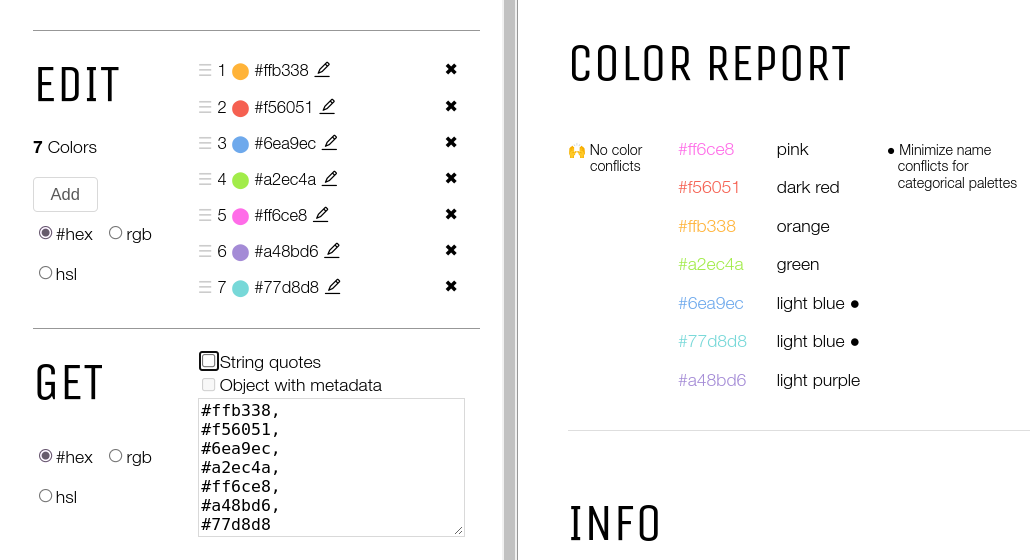 EDIT
7 Colors
Add
#hex rgb
hsl
1 #ffb338
2 #f56051
3 #6ea9ec
4 #a2ec4a
5 #ff6ce8
6 #a48bd6
7 #77d8d8
GET
#hex rgb
hsl
String quotes
Object with metadata
#ffb338,
#f56051,
#6ea9ec,
#a2ec4a,
#ff6ce8,
#a48bd6,
#77d8d8
COLOR REPORT
No color
conflicts
#ff6ce8 pink
#f56051 dark red
#ffb338 orange
#a2ec4a green
#6ea9ec light blue ●
#77d8d8 light blue ●
#a48bd6 light purple
● Minimize name
conflicts for
categorical palettes
INFO